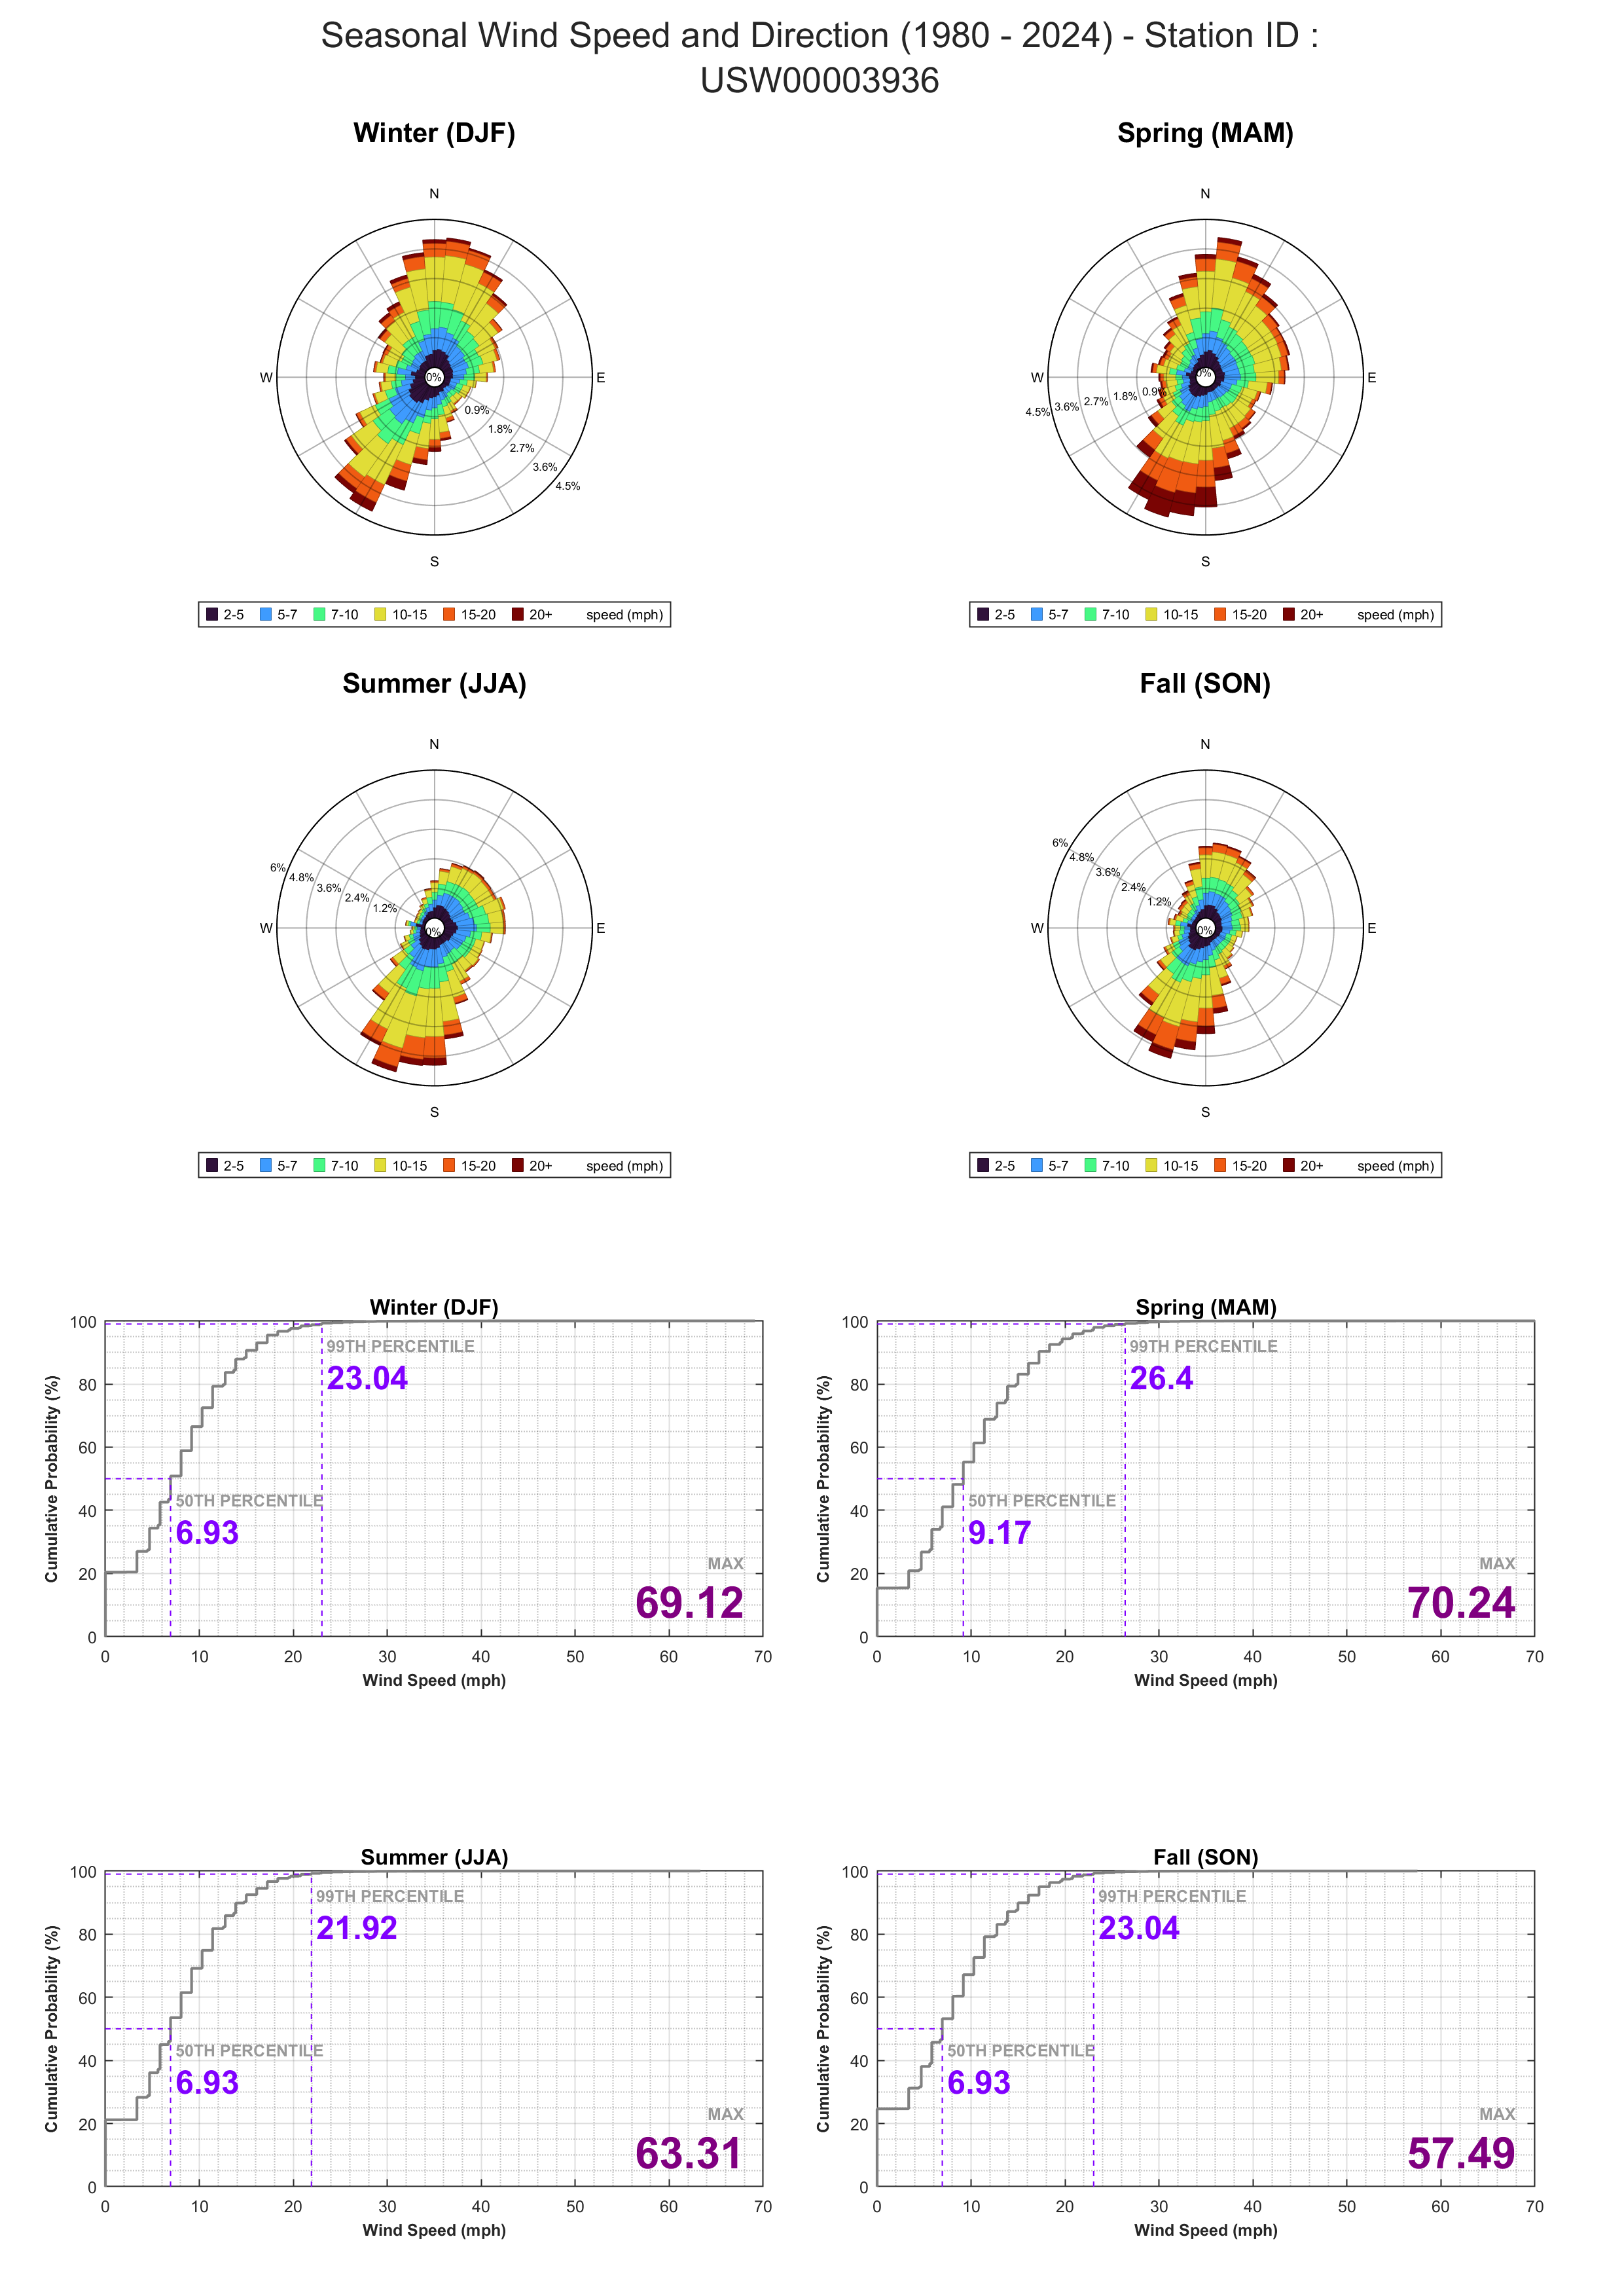 Seasonal Wind Speed and Direction (1980 - 2024) - Station ID :
USW00003936
Winter (DJF)
N
W
E
S
0%
0.9%
1.8%
2.7%
3.6%
4.5%
2-5 5-7 7-10 10-15 15-20 20+ speed (mph)
Spring (MAM)
N
W
E
S
0%
0.9%
1.8%
2.7%
3.6%
4.5%
2-5 5-7 7-10 10-15 15-20 20+ speed (mph)
Summer (JJA)
N
W
E
S
0%
1.2%
2.4%
3.6%
4.8%
6%
2-5 5-7 7-10 10-15 15-20 20+ speed (mph)
Fall (SON)
N
W
E
S
0%
1.2%
2.4%
3.6%
4.8%
6%
2-5 5-7 7-10 10-15 15-20 20+ speed (mph)
Winter (DJF)
Cumulative Probability (%)
100
80
60
40
20
0
99TH PERCENTILE
23.04
50TH PERCENTILE
6.93
MAX
69.12
0 10 20 30 40 50 60 70
Wind Speed (mph)
Spring (MAM)
Cumulative Probability (%)
100
80
60
40
20
0
99TH PERCENTILE
26.4
50TH PERCENTILE
9.17
MAX
70.24
0 10 20 30 40 50 60 70
Wind Speed (mph)
Summer (JJA)
Cumulative Probability (%)
100
80
60
40
20
0
99TH PERCENTILE
21.92
50TH PERCENTILE
6.93
MAX
63.31
0 10 20 30 40 50 60 70
Wind Speed (mph)
Fall (SON)
Cumulative Probability (%)
100
80
60
40
20
0
99TH PERCENTILE
23.04
50TH PERCENTILE
6.93
MAX
57.49
0 10 20 30 40 50 60 70
Wind Speed (mph)